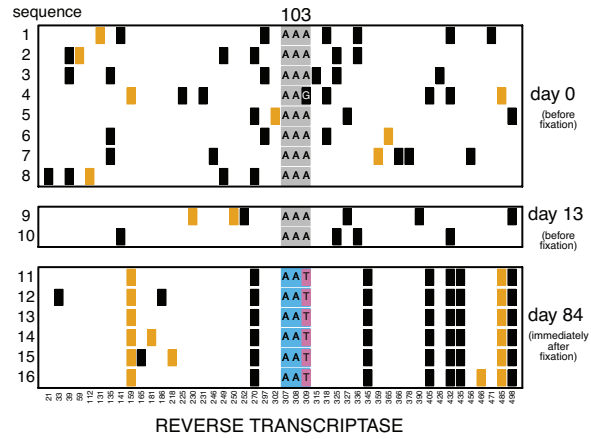 sequence 103
1 AAA
2 AAA
3 AAA
4 AAG
5 AAA
6 AAA
7 AAA
8 AAA
day 0
(before
fixation)
9 AAA
10 AAA
day 13
(before
fixation)
11 AAT
12 AAT
13 AAT
14 AAT
15 AAT
16 AAT
day 84
(immediately
after
fixation)
21 33 39 59 112 131 135 141 159 165 181 186 218 225 230 231 246 249 250 252 270 297 302 307 308 309 315 318 325 327 336 345 359 365 366 378 390 405 426 432 435 456 466 471 485 498
REVERSE TRANSCRIPTASE